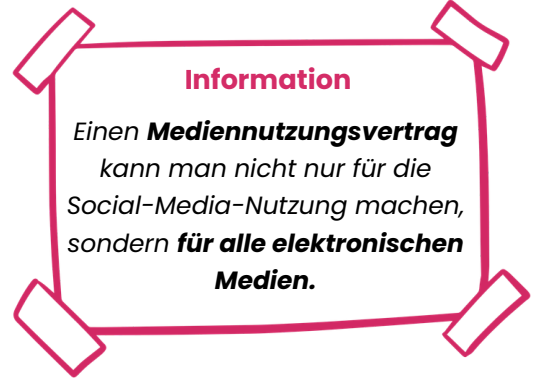 Information
Einen Mediennutzungsvertrag
kann man nicht nur für die
Social-Media-Nutzung machen,
sondern für alle elektronischen
Medien.